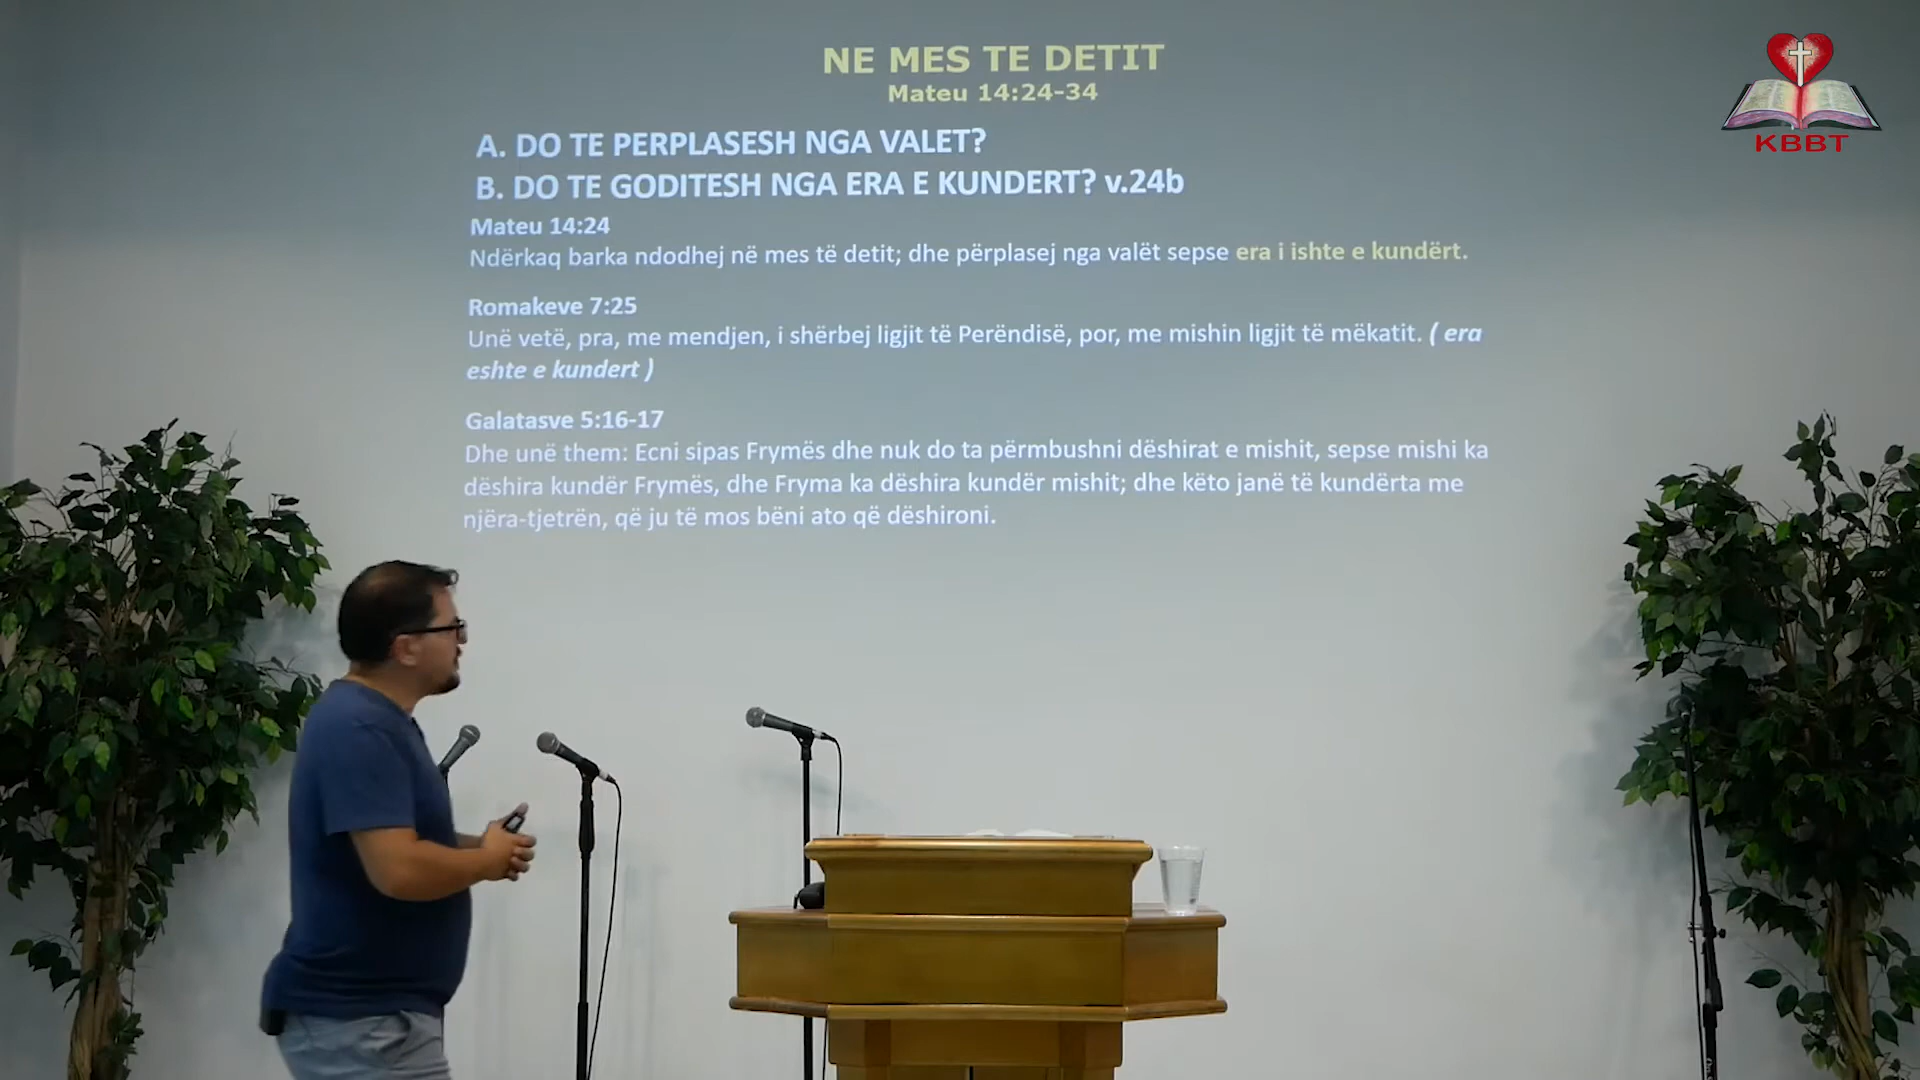 NE MES TE DETIT
Mateu 14:24-34
KBBT
A. DO TE PERPLASESH NGA VALET?
B. DO TE GODITESH NGA ERA E KUNDERT? v.24b
Mateu 14:24
Ndërkaq barka ndodhej në mes të detit; dhe përplasej nga valët sepse era i ishte e kundërt.
Romakeve 7:25
Unë vetë, pra, me mendjen, i shërbej ligjit të Perëndisë, por, me mishin ligjit të mëkatit. ( era
eshte e kundert )
Galatasve 5:16-17
Dhe unë them: Ecni sipas Frymës dhe nuk do ta përmbushni dëshirat e mishit, sepse mishi ka
dëshira kundër Frymës, dhe Fryma ka dëshira kundër mishit; dhe këto janë të kundërta me
njëra-tjetrën, që ju të mos bëni ato që dëshironi.